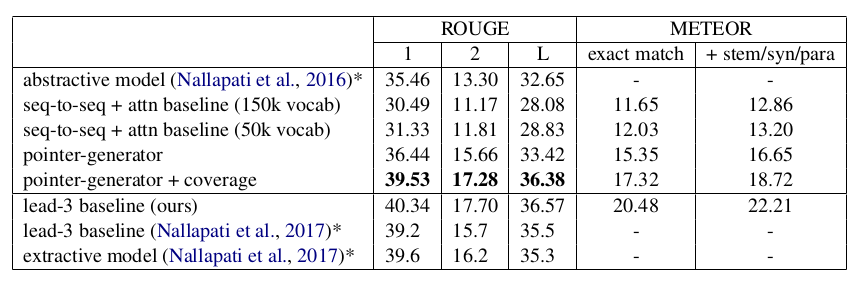 ROUGE METEOR
1 2 L exact match + stem/syn/para
abstractive model (Nallapati et al., 2016)* 35.46 13.30 32.65 - -
seq-to-seq + attn baseline (150k vocab) 30.49 11.17 28.08 11.65 12.86
seq-to-seq + attn baseline (50k vocab) 31.33 11.81 28.83 12.03 13.20
pointer-generator 36.44 15.66 33.42 15.35 16.65
pointer-generator + coverage 39.53 17.28 36.38 17.32 18.72
lead-3 baseline (ours) 40.34 17.70 36.57 20.48 22.21
lead-3 baseline (Nallapati et al., 2017)* 39.2 15.7 35.5 - -
extractive model (Nallapati et al., 2017)* 39.6 16.2 35.3 - -